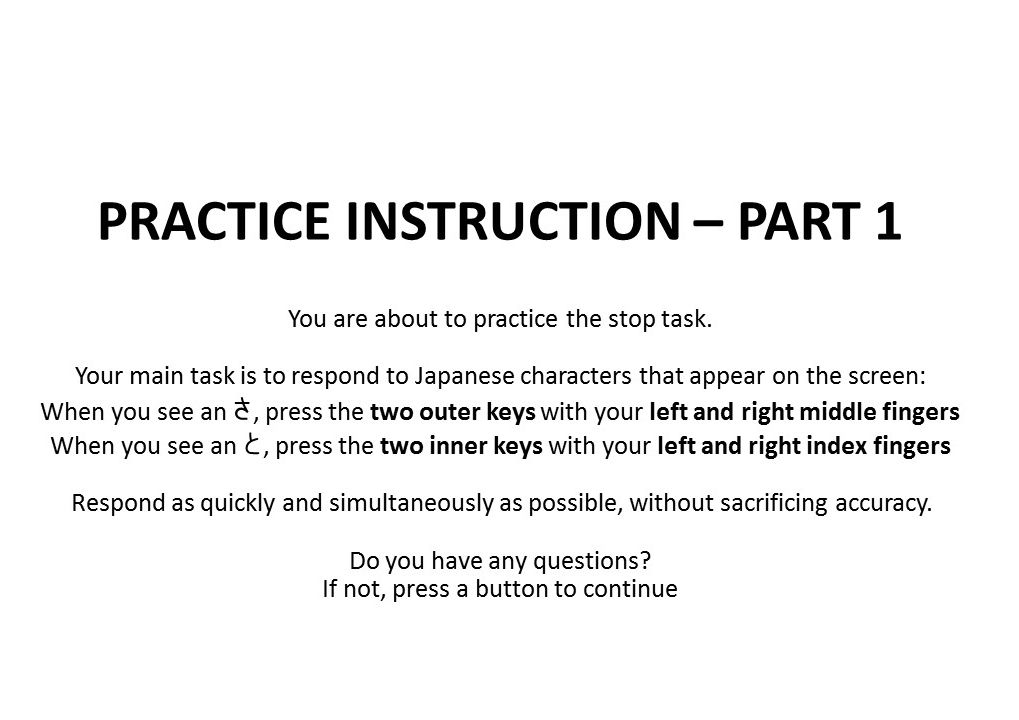 PRACTICE INSTRUCTION – PART 1
You are about to practice the stop task.
Your main task is to respond to Japanese characters that appear on the screen:
When you see an さ, press the two outer keys with your left and right middle fingers
When you see an と, press the two inner keys with your left and right index fingers
Respond as quickly and simultaneously as possible, without sacrificing accuracy.
Do you have any questions?
If not, press a button to continue